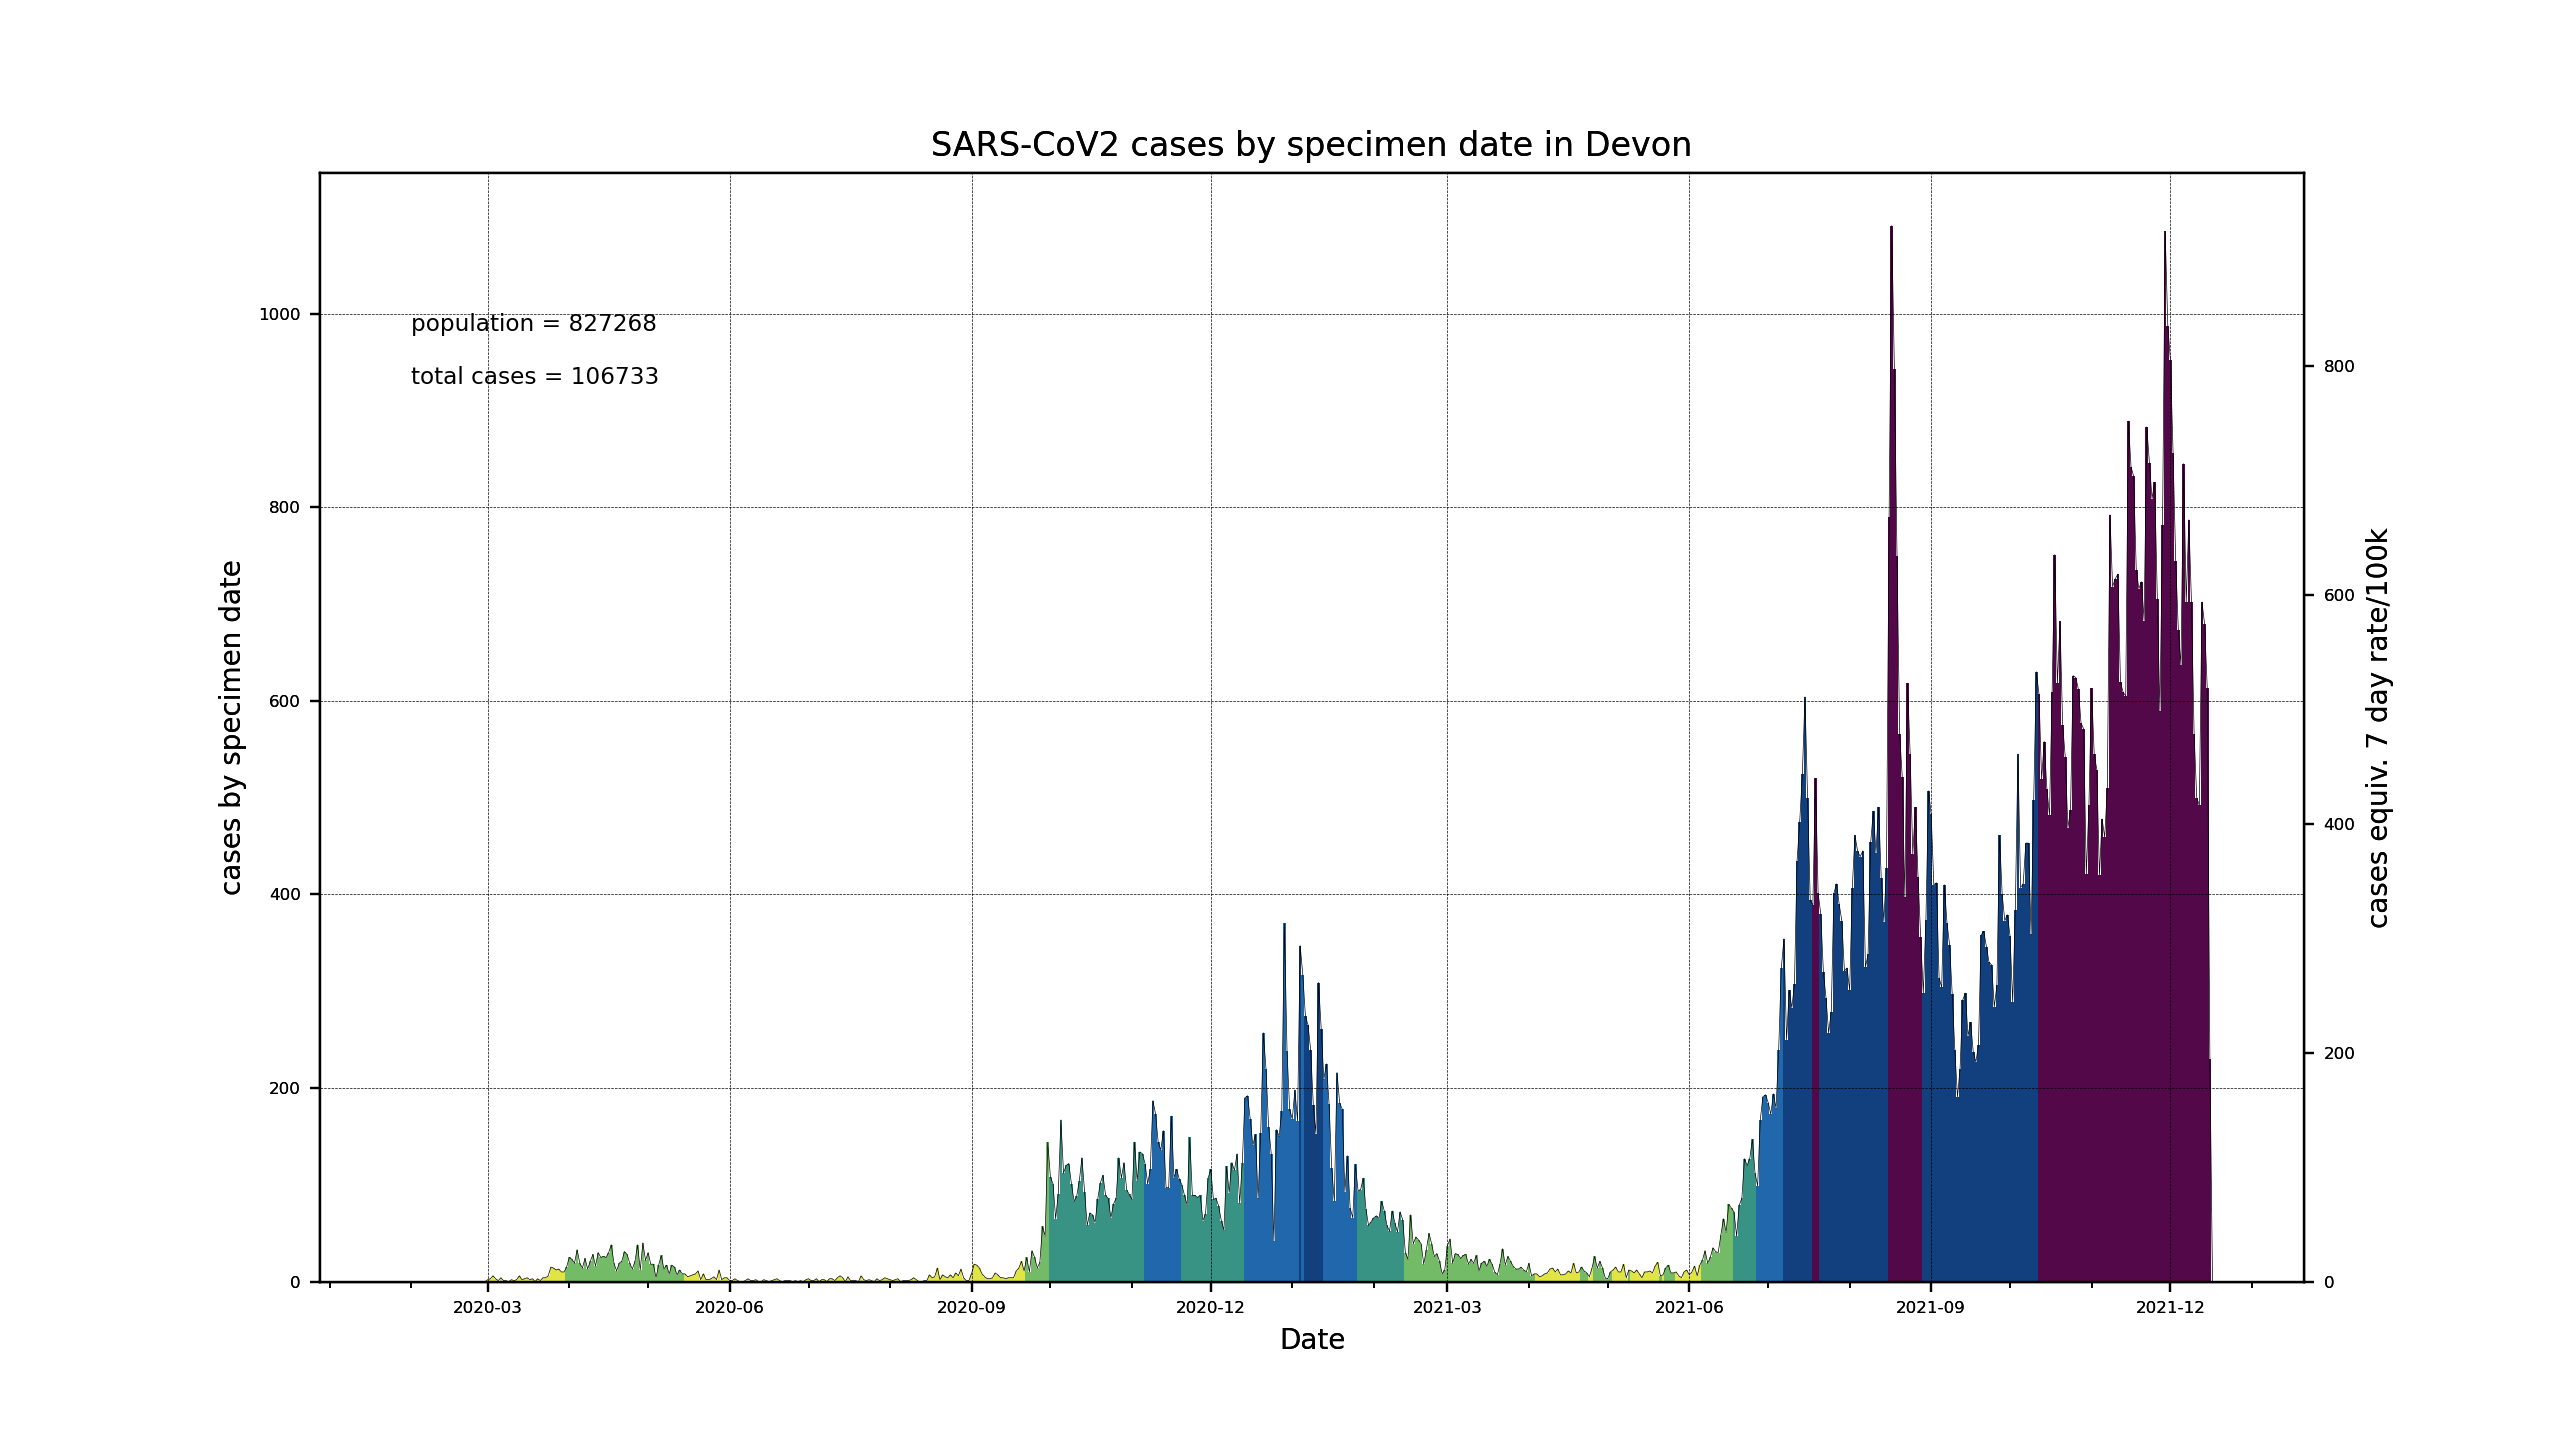 SARS-CoV2 cases by specimen date in Devon
population = 827268
total cases = 106733
cases by specimen date
1000
800
600
400
200
0
800
600
400
200
0
cases equiv. 7 day rate/100k
2020-03 2020-06 2020-09 2020-12 2021-03 2021-06 2021-09 2021-12
Date